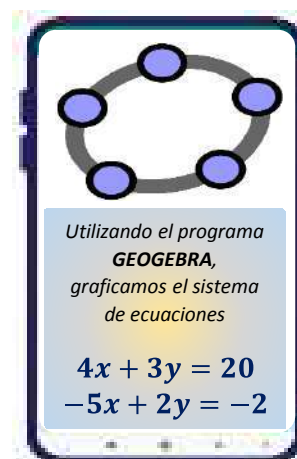 Utilizando el programa
GEOGEBRA,
graficamos el sistema
de ecuaciones
4x + 3y = 20
−5x + 2y = −2